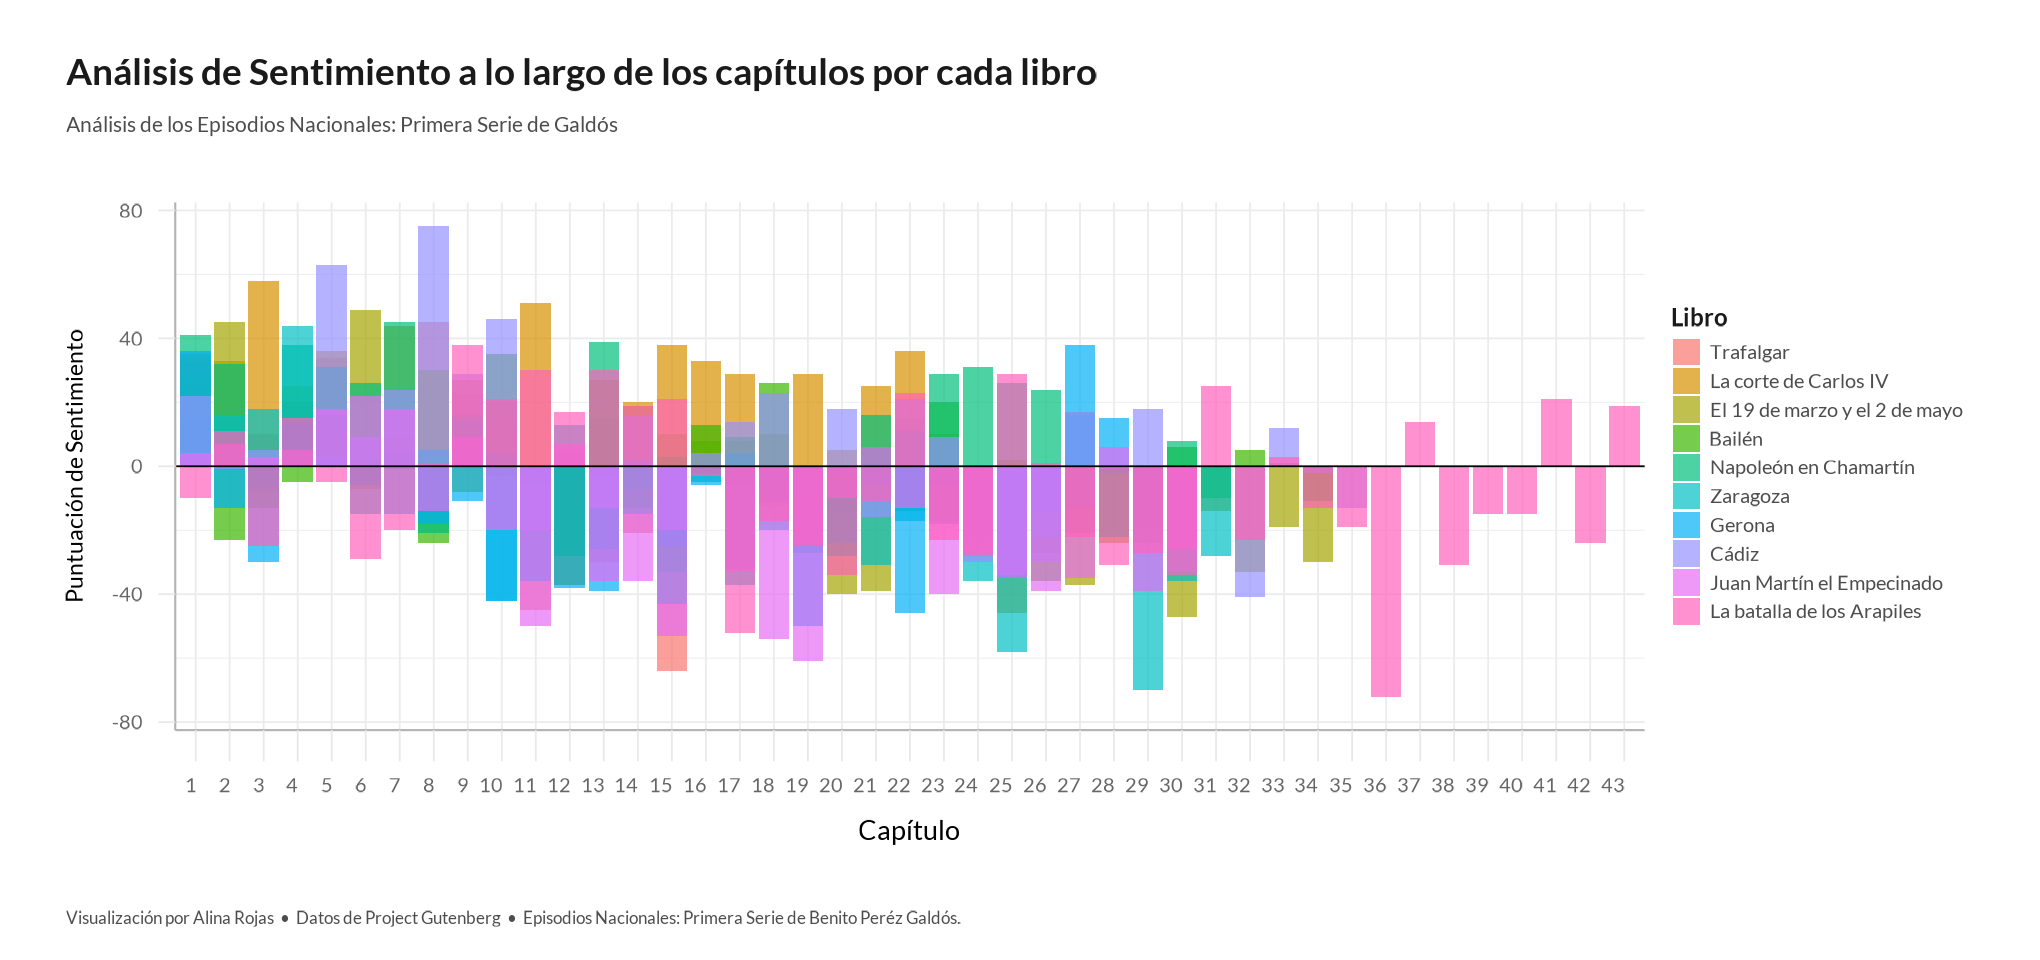 Análisis de Sentimiento a lo largo de los capítulos por cada libro
Análisis de los Episodios Nacionales: Primera Serie de Galdós
Puntuación de Sentimiento
80
40
0
-40
-80
1 2 3 4 5 6 7 8 9 10 11 12 13 14 15 16 17 18 19 20 21 22 23 24 25 26 27 28 29 30 31 32 33 34 35 36 37 38 39 40 41 42 43
Capítulo
Libro
Trafalgar
La corte de Carlos IV
El 19 de marzo y el 2 de mayo
Bailén
Napoleón en Chamartín
Zaragoza
Gerona
Cádiz
Juan Martín el Empecinado
La batalla de los Arapiles
Visualización por Alina Rojas • Datos de Project Gutenberg • Episodios Nacionales: Primera Serie de Benito Peréz Galdós.